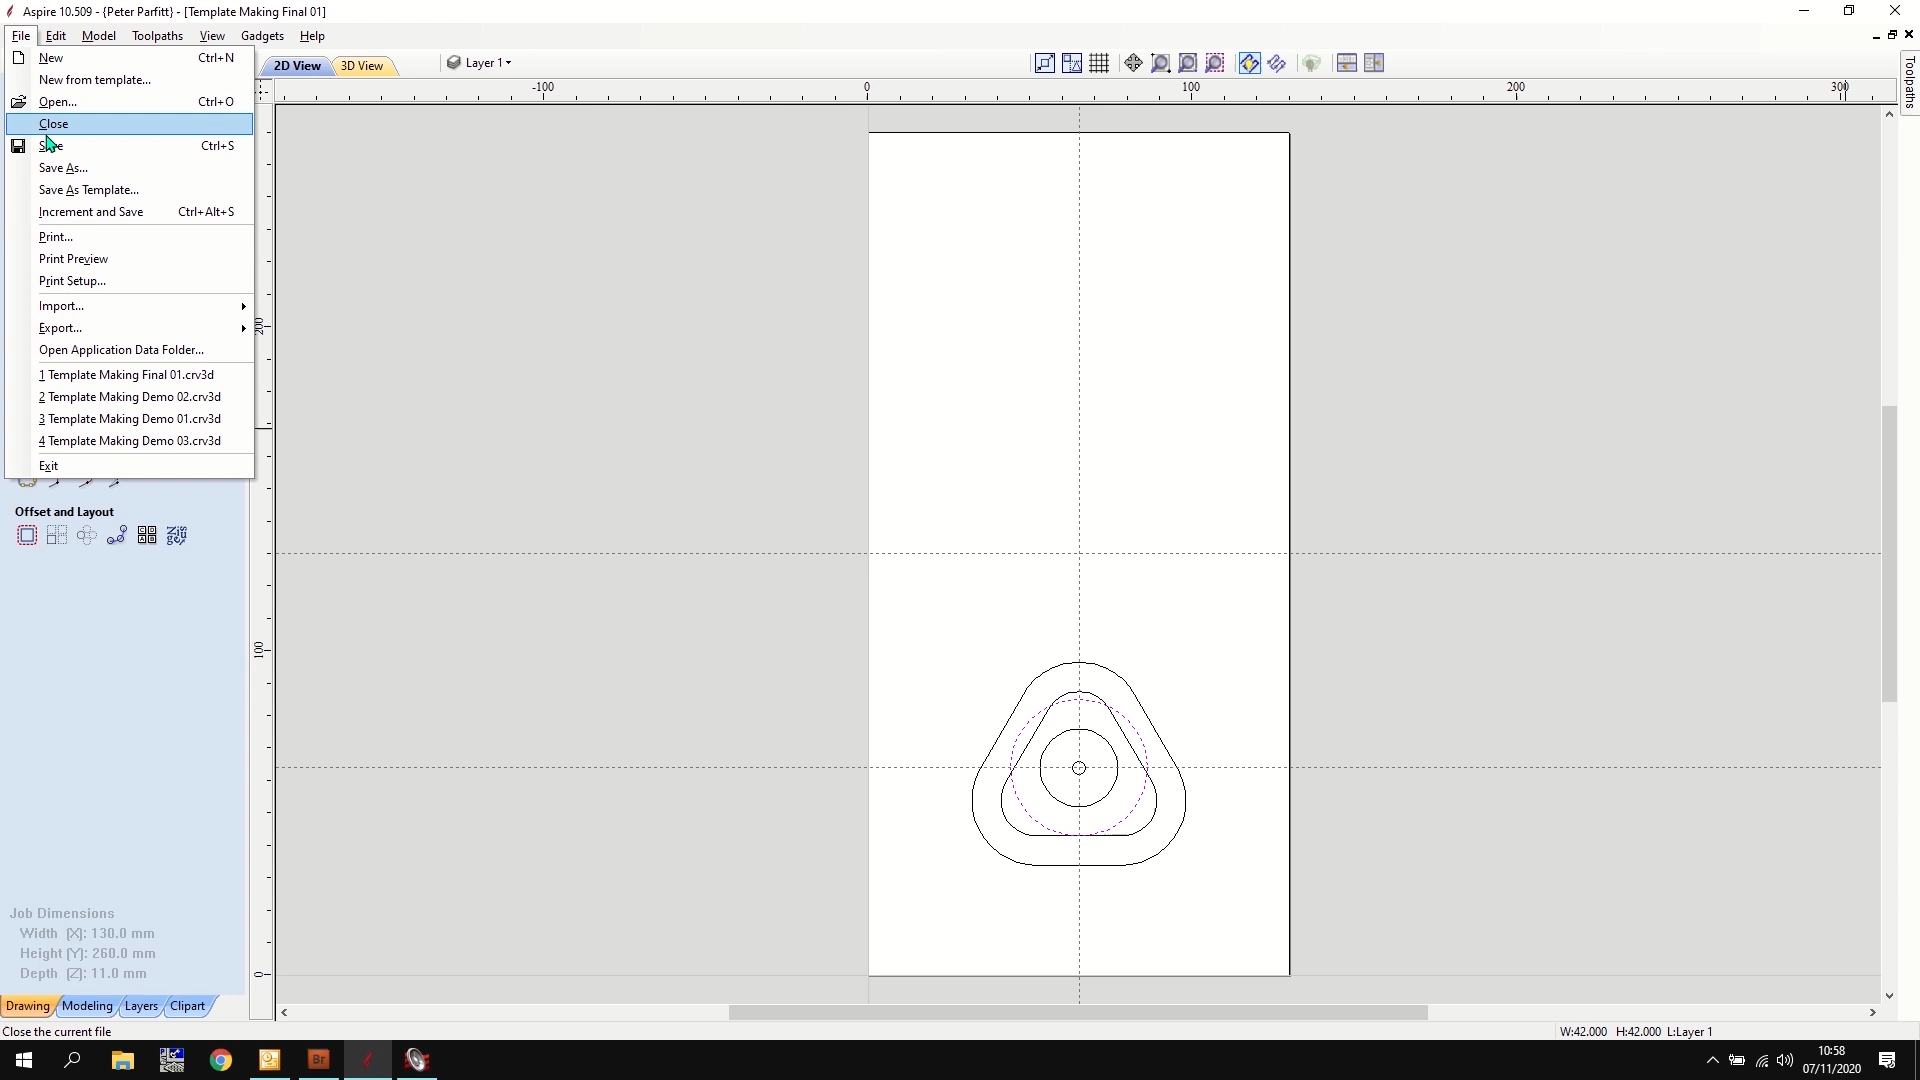 Aspire 10.509 - {Peter Parfitt} - [Template Making Final 01]
File Edit Model Toolpaths View Gadgets Help
New Ctrl+N
New from template...
Open... Ctrl+O
Close
Save Ctrl+S
Save As...
Save As Template...
Increment and Save Ctrl+Alt+S
Print...
Print Preview
Print Setup...
Import...
Export...
Open Application Data Folder...
1 Template Making Final 01.crv3d
2 Template Making Demo 02.crv3d
3 Template Making Demo 01.crv3d
4 Template Making Demo 03.crv3d
Exit
2D View 3D View Layer 1
Toolpaths
-100 0 100 200 300
200
100
0
Offset and Layout
Job Dimensions
Width (X): 130.0 mm
Height (Y): 260.0 mm
Depth (Z): 11.0 mm
Drawing Modeling Layers Clipart
Close the current file
W:42.000 H:42.000 L:Layer 1
Br
10:58
07/11/2020